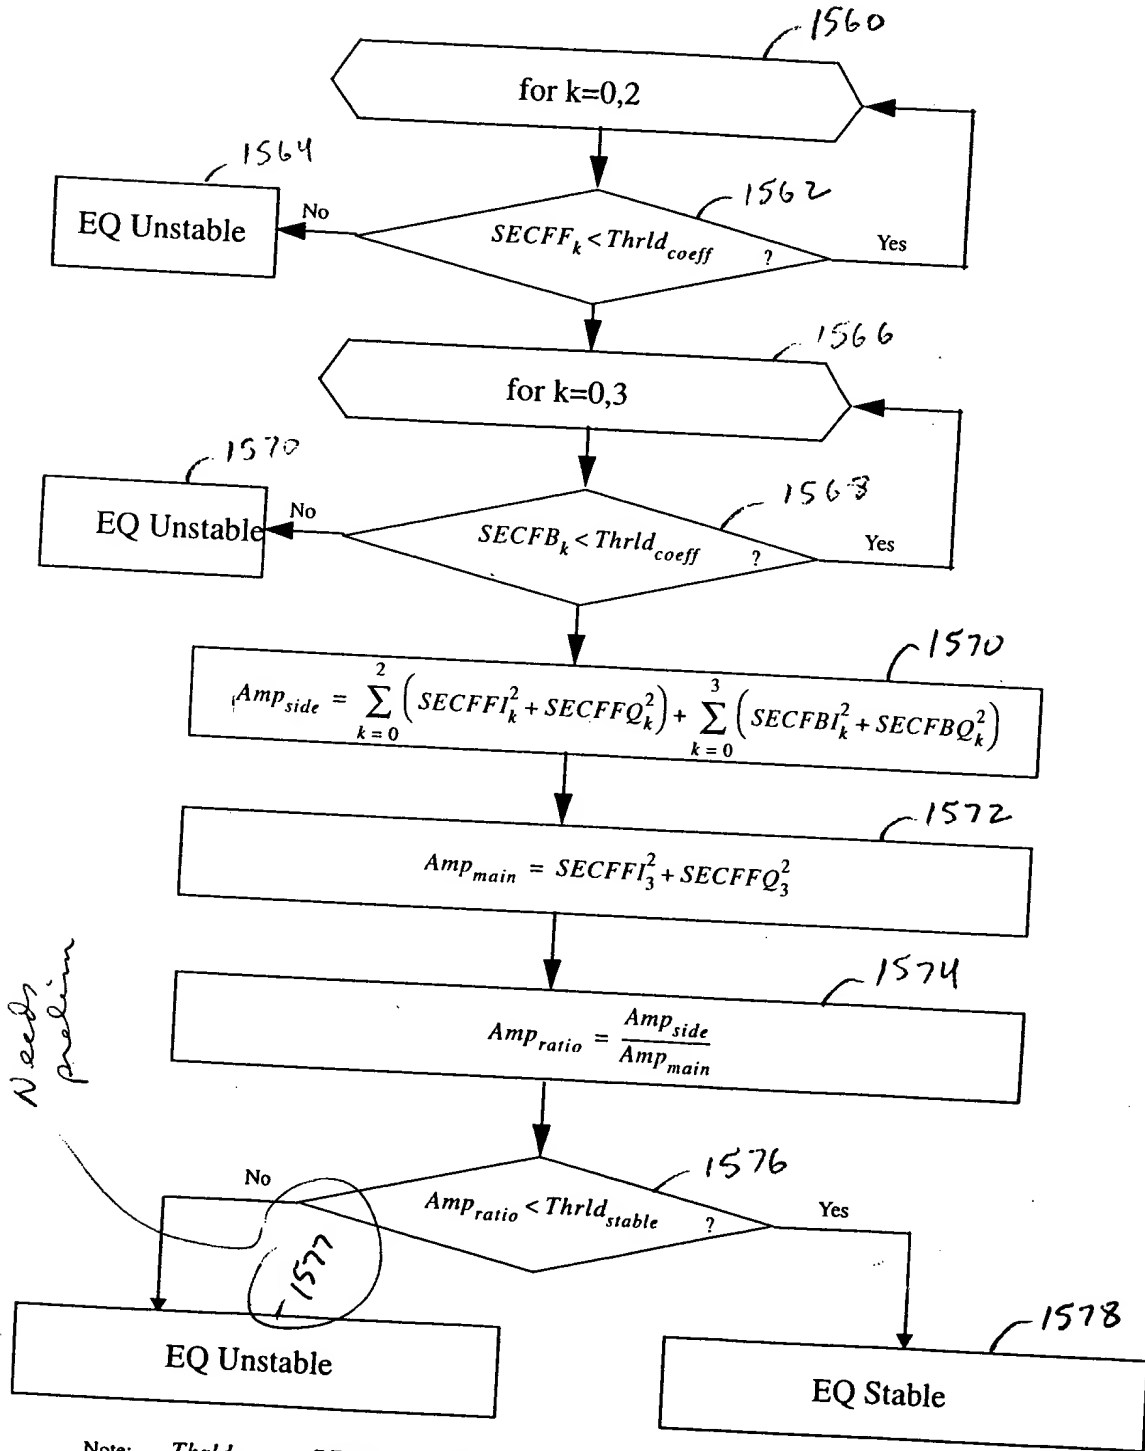 1560
for k=0,2
1564
1562
EQ Unstable
No
SECFF_k < Thrld_coeff ?
Yes
1566
for k=0,3
1570
1568
EQ Unstable
No
SECFB_k < Thrld_coeff ?
Yes
1570
Amp_side = \sum_{k=0}^{2} (SECFFI_k^2 + SECFFQ_k^2) + \sum_{k=0}^{3} (SECFBI_k^2 + SECFBQ_k^2)
1572
Amp_main = SECFFI_3^2 + SECFFQ_3^2
1574
Amp_ratio = Amp_side / Amp_main
Needs
prelim
1576
No
Amp_ratio < Thrld_stable ?
Yes
1577
1578
EQ Unstable
EQ Stable
Note: